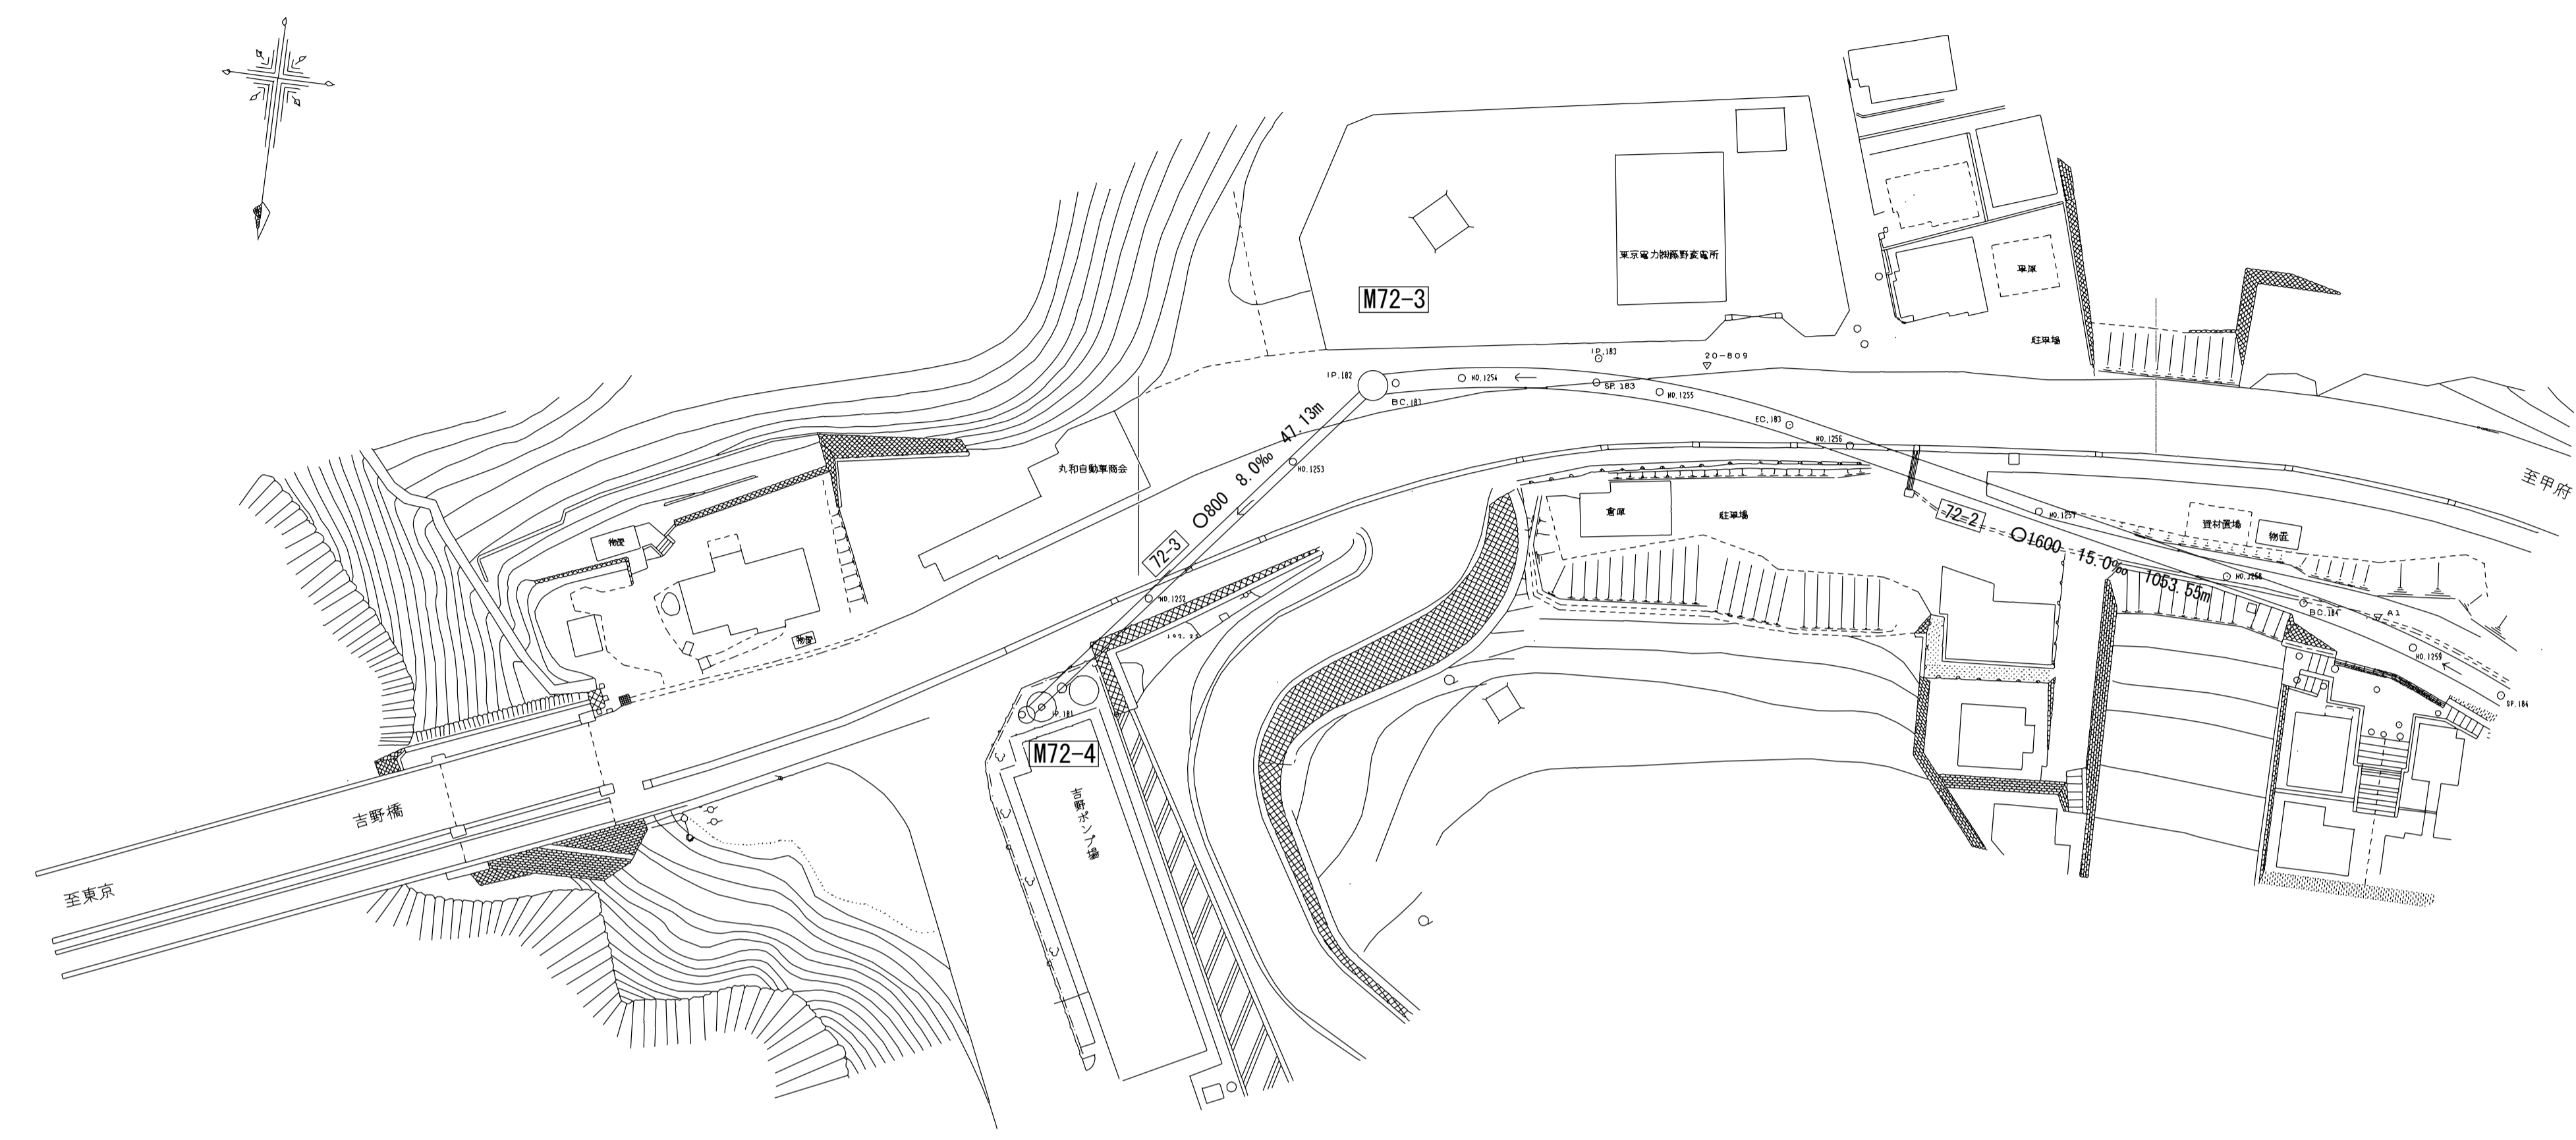 東京電力㈱藤野変電所
車庫
M72-3
駐車場
IP.183
20-809
IP.182
NO.1254
SP.183
BC.183
NO.1255
EC.183
NO.1256
47.13m
8.0‰
○800
72-3
NO.1253
丸和自動車商会
至甲府
倉庫
駐車場
72-2
NO.1257
資材置場
物置
○1600 15.0‰ 1053.55m
NO.1258
BC.184
A1
NO.1259
SP.184
物置
物置
NO.1252
IP.181
M72-4
吉野ポンプ場
吉野橋
至東京